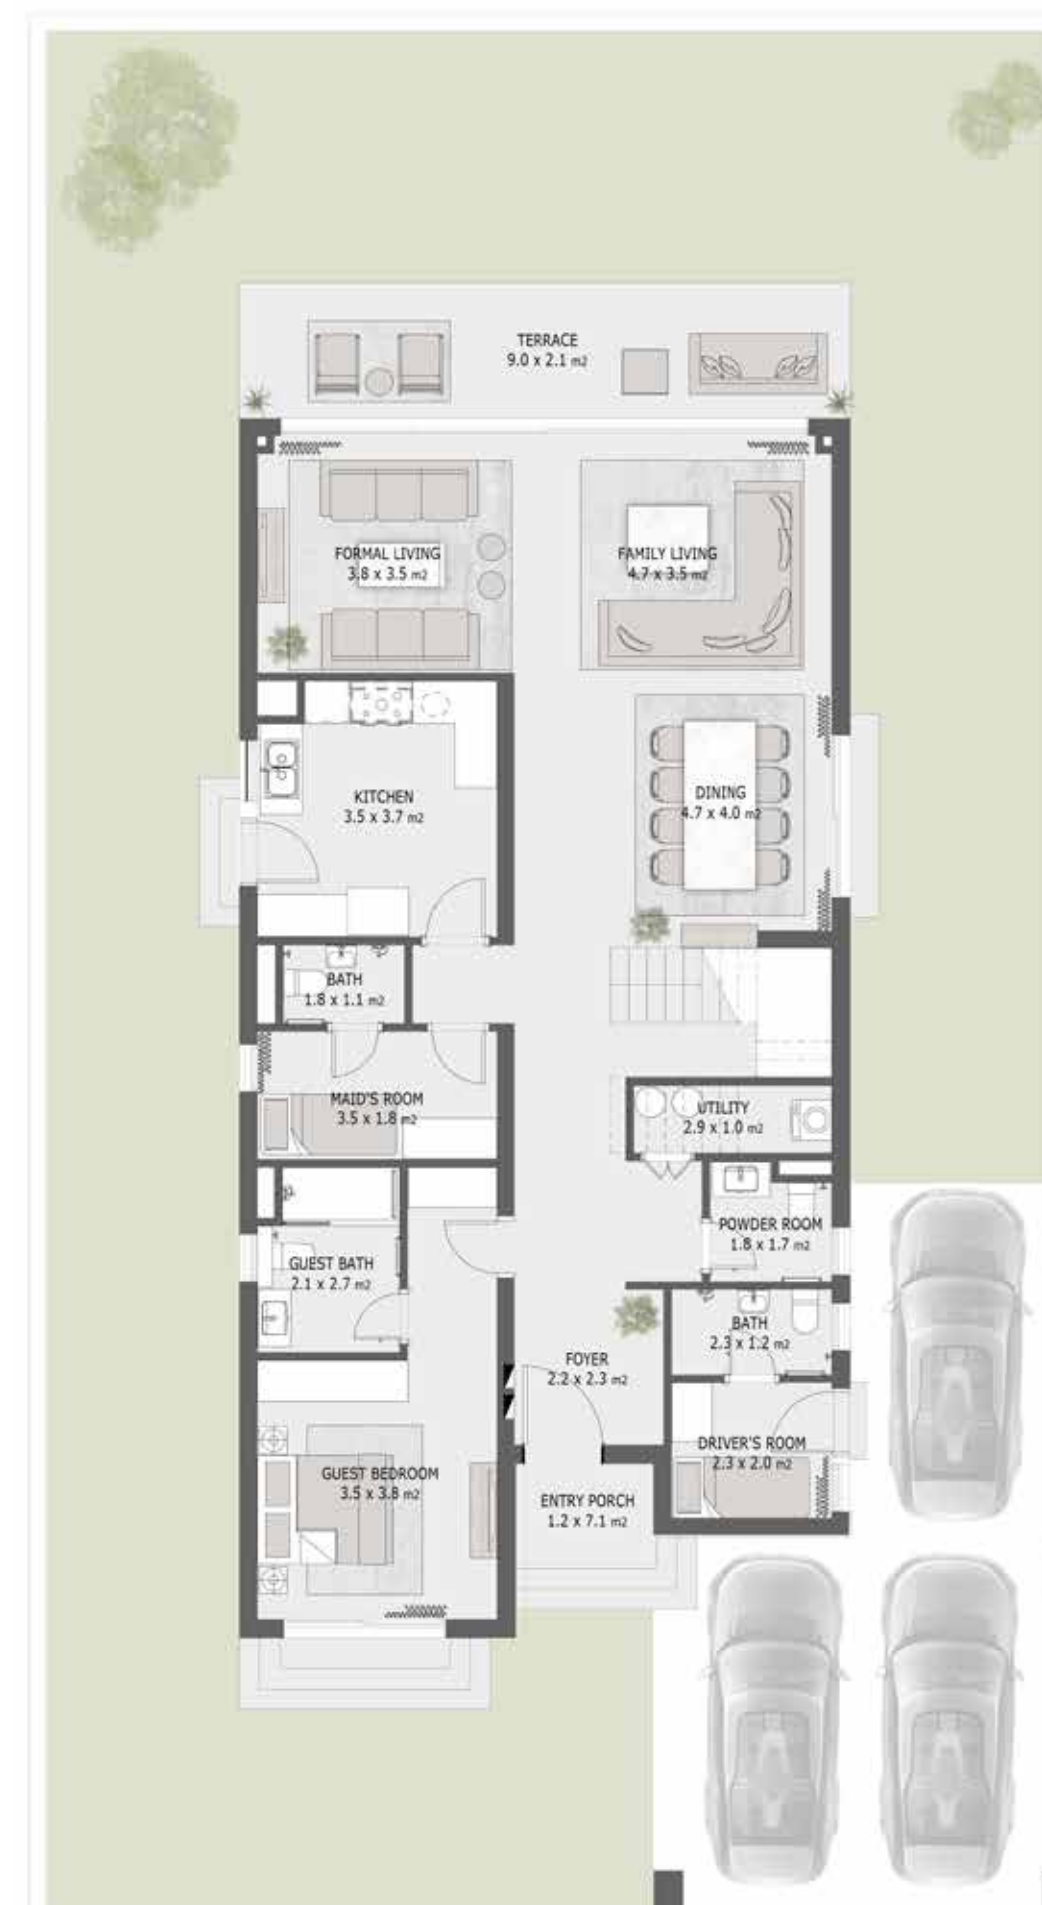 TERRACE
9.0 x 2.1 m2
FORMAL LIVING
3.8 x 3.5 m2
FAMILY LIVING
4.7 x 3.5 m2
KITCHEN
3.5 x 3.7 m2
DINING
4.7 x 4.0 m2
BATH
1.8 x 1.1 m2
MAID'S ROOM
3.5 x 1.8 m2
UTILITY
2.9 x 1.0 m2
POWDER ROOM
1.8 x 1.7 m2
GUEST BATH
2.1 x 2.7 m2
BATH
2.3 x 1.2 m2
FOYER
2.2 x 2.3 m2
DRIVER'S ROOM
2.3 x 2.0 m2
GUEST BEDROOM
3.5 x 3.8 m2
ENTRY PORCH
1.2 x 7.1 m2